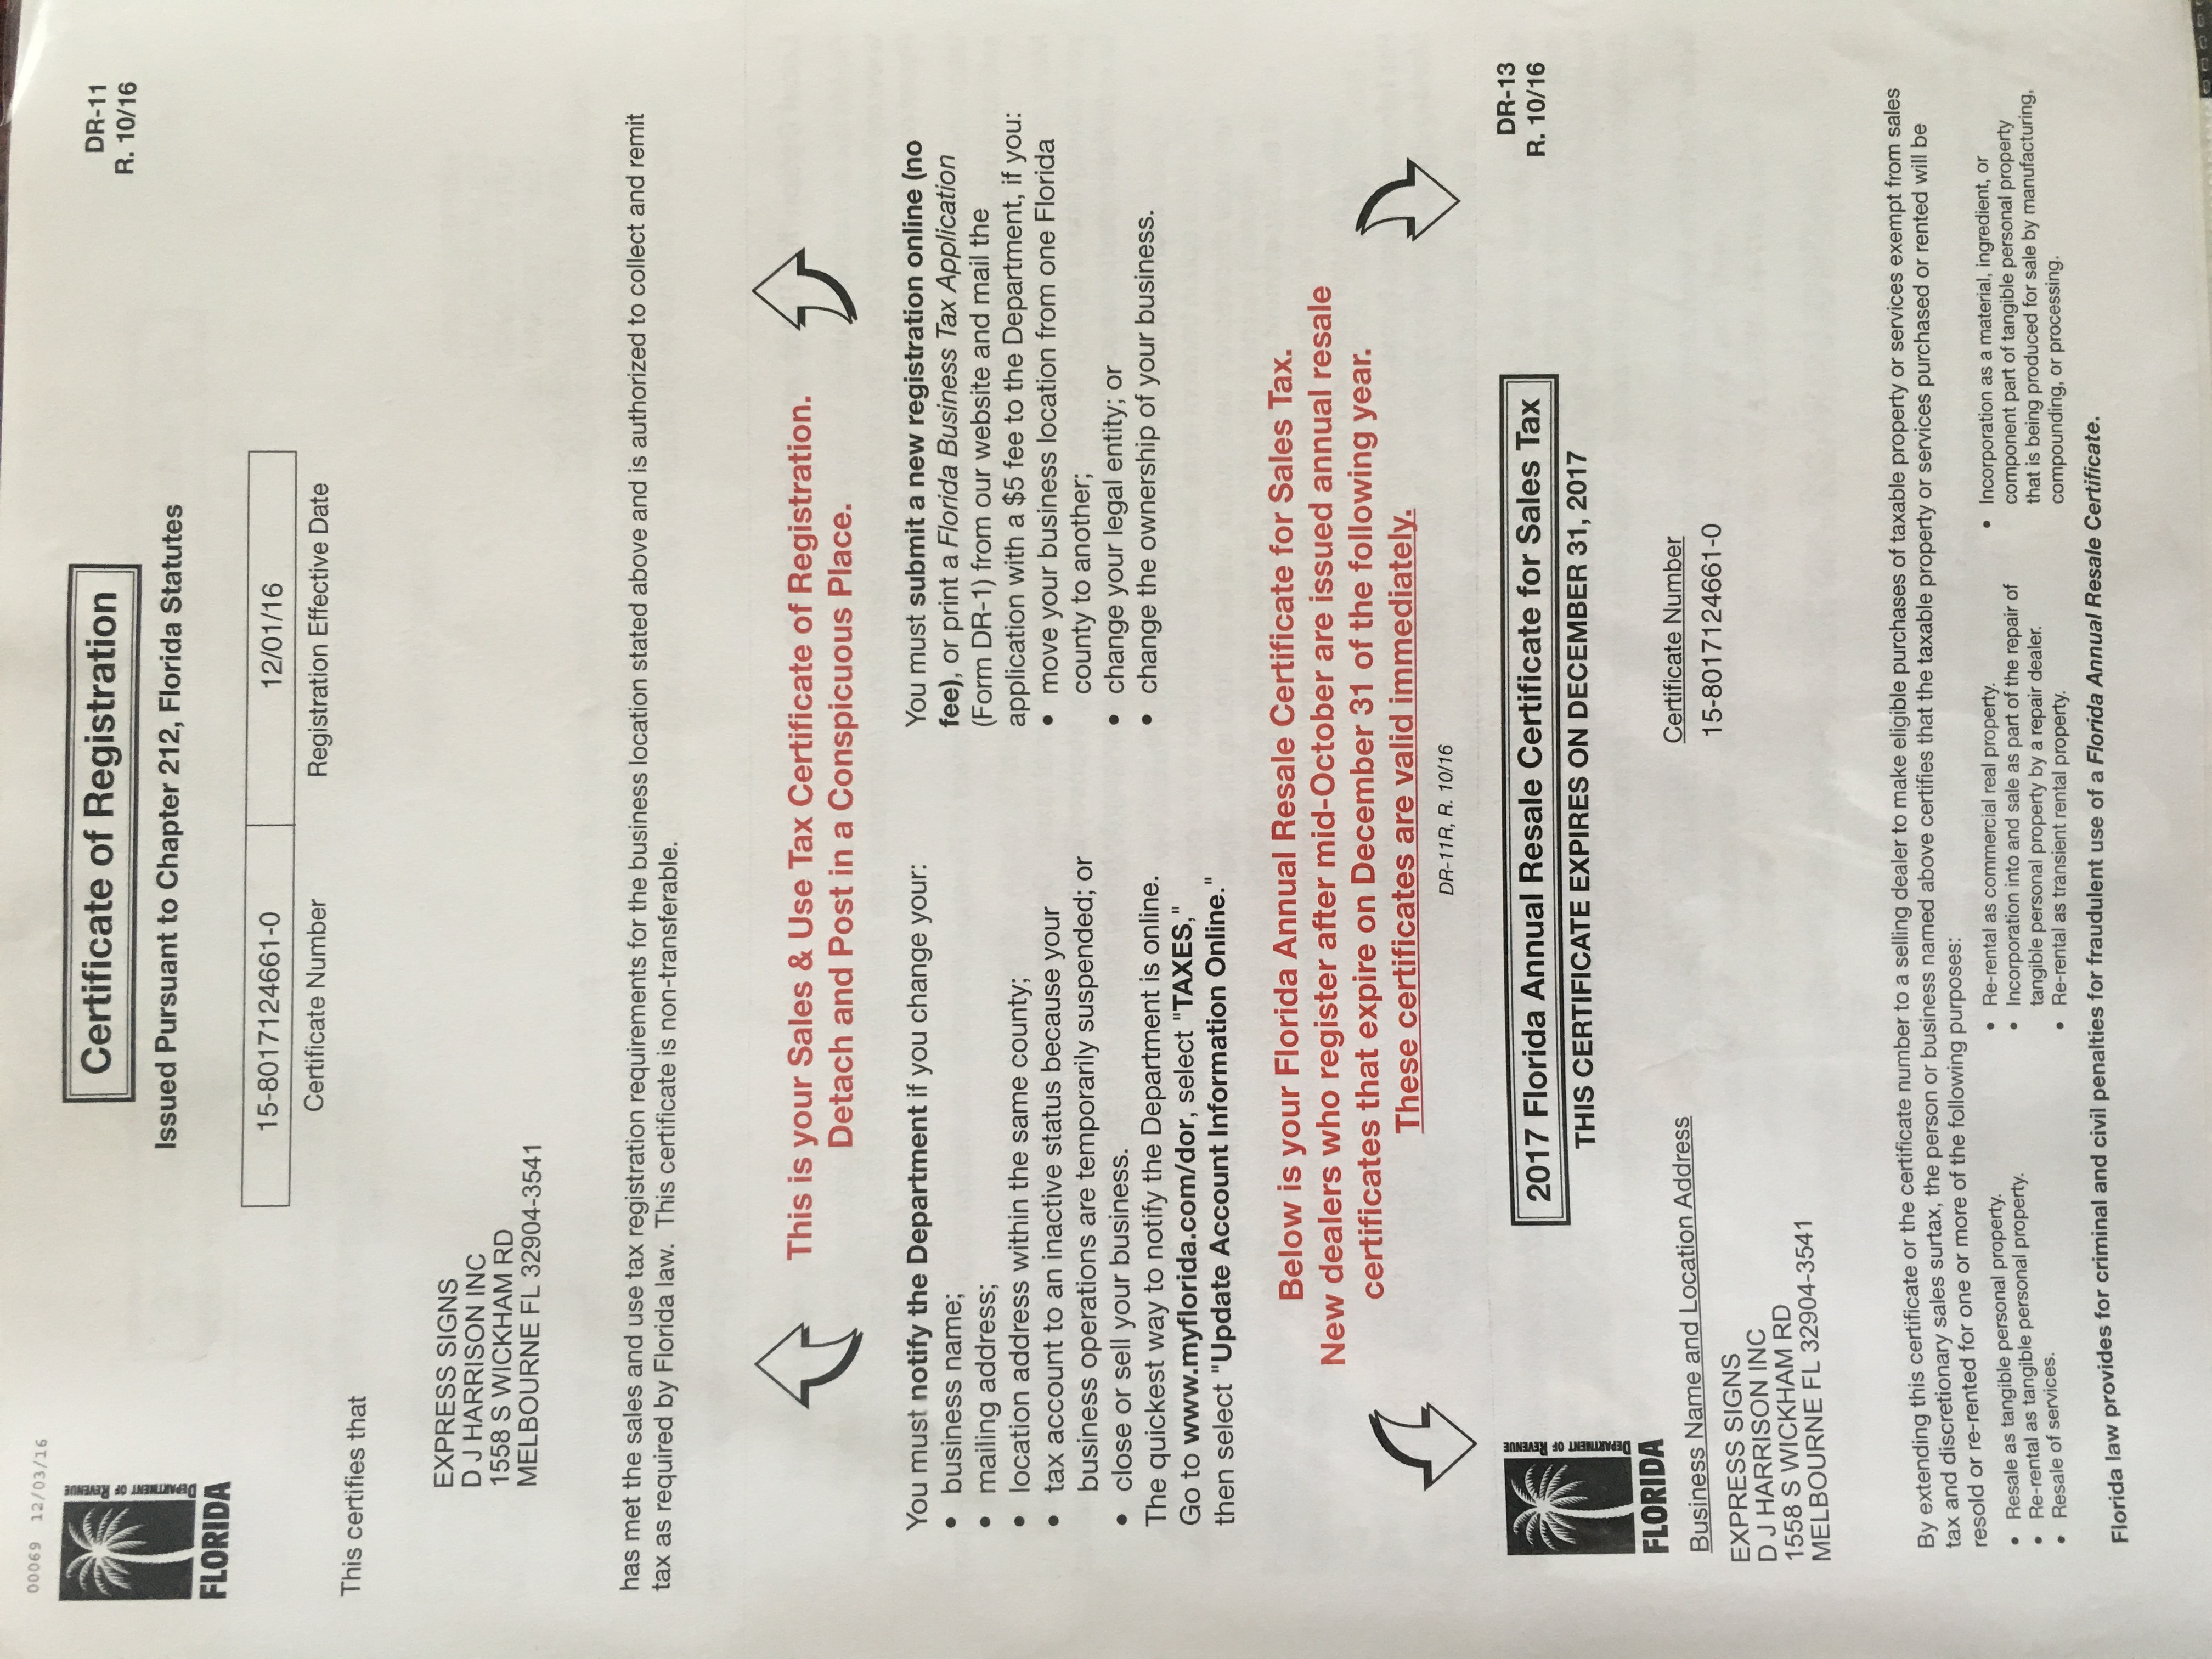 00069 12/03/16
DEPARTMENT OF REVENUE
FLORIDA
Certificate of Registration
DR-11
R. 10/16
Issued Pursuant to Chapter 212, Florida Statutes
15-8017124661-0
12/01/16
Certificate Number
Registration Effective Date
This certifies that
EXPRESS SIGNS
D J HARRISON INC
1558 S WICKHAM RD
MELBOURNE FL 32904-3541
has met the sales and use tax registration requirements for the business location stated above and is authorized to collect and remit
tax as required by Florida law. This certificate is non-transferable.
This is your Sales & Use Tax Certificate of Registration.
Detach and Post in a Conspicuous Place.
You must notify the Department if you change your:
• business name;
• mailing address;
• location address within the same county;
• tax account to an inactive status because your
business operations are temporarily suspended; or
• close or sell your business.
The quickest way to notify the Department is online.
Go to www.myflorida.com/dor, select "TAXES,"
then select "Update Account Information Online."
You must submit a new registration online (no
fee), or print a Florida Business Tax Application
(Form DR-1) from our website and mail the
application with a $5 fee to the Department, if you:
• move your business location from one Florida
county to another;
• change your legal entity; or
• change the ownership of your business.
Below is your Florida Annual Resale Certificate for Sales Tax.
New dealers who register after mid-October are issued annual resale
certificates that expire on December 31 of the following year.
These certificates are valid immediately.
DR-11R, R. 10/16
DEPARTMENT OF REVENUE
FLORIDA
2017 Florida Annual Resale Certificate for Sales Tax
DR-13
R. 10/16
THIS CERTIFICATE EXPIRES ON DECEMBER 31, 2017
Business Name and Location Address
Certificate Number
15-8017124661-0
EXPRESS SIGNS
D J HARRISON INC
1558 S WICKHAM RD
MELBOURNE FL 32904-3541
By extending this certificate or the certificate number to a selling dealer to make eligible purchases of taxable property or services exempt from sales
tax and discretionary sales surtax, the person or business named above certifies that the taxable property or services purchased or rented will be
resold or re-rented for one or more of the following purposes:
• Resale as tangible personal property.
• Re-rental as tangible personal property.
• Resale of services.
• Re-rental as commercial real property.
• Incorporation into and sale as part of the repair of
tangible personal property by a repair dealer.
• Re-rental as transient rental property.
• Incorporation as a material, ingredient, or
component part of tangible personal property
that is being produced for sale by manufacturing,
compounding, or processing.
Florida law provides for criminal and civil penalties for fraudulent use of a Florida Annual Resale Certificate.